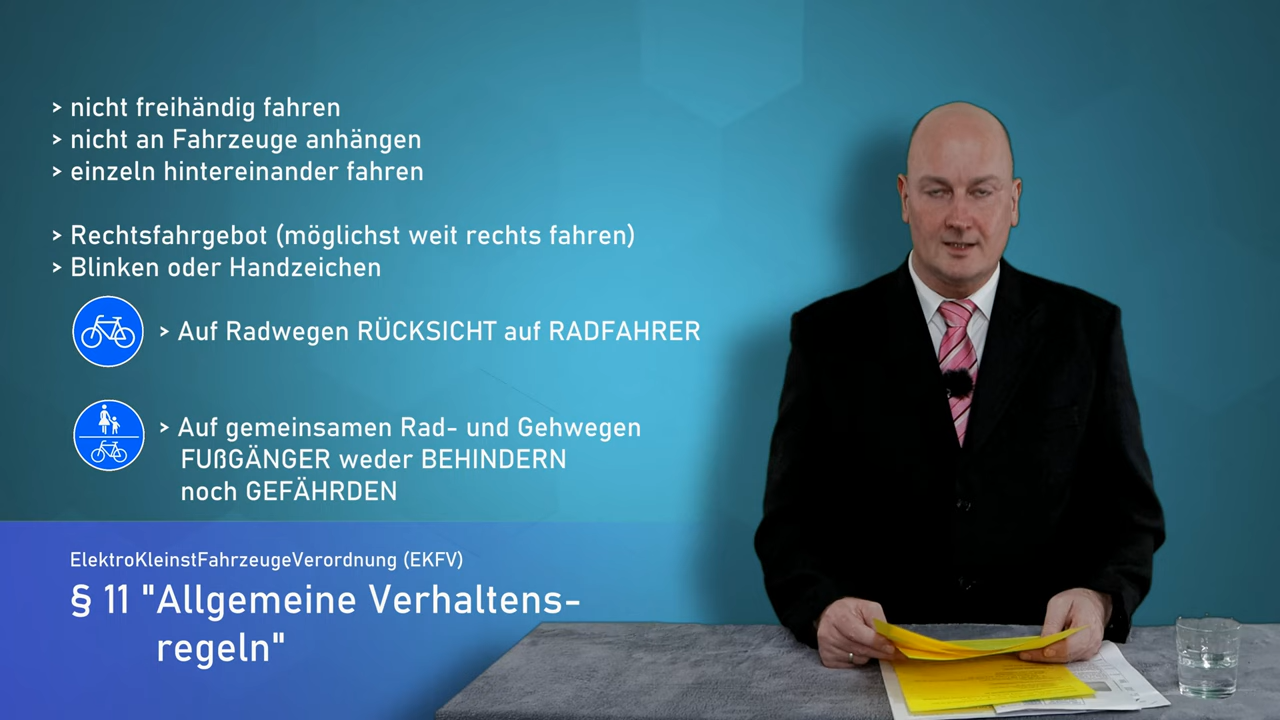 > nicht freihändig fahren
> nicht an Fahrzeuge anhängen
> einzeln hintereinander fahren
> Rechtsfahrgebot (möglichst weit rechts fahren)
> Blinken oder Handzeichen
> Auf Radwegen RÜCKSICHT auf RADFAHRER
> Auf gemeinsamen Rad- und Gehwegen
FUßGÄNGER weder BEHINDERN
noch GEFÄHRDEN
ElektroKleinstFahrzeugeVerordnung (EKFV)
§ 11 "Allgemeine Verhaltens-
regeln"